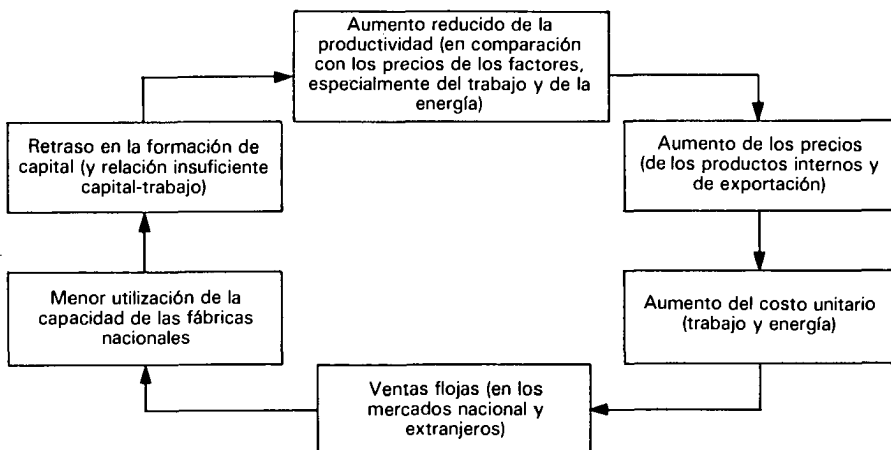 Aumento reducido de la
productividad (en comparación
con los precios de los factores,
especialmente del trabajo y de la
energía)
Aumento de los precios
(de los productos internos y
de exportación)
Aumento del costo unitario
(trabajo y energía)
Ventas flojas (en los
mercados nacional y
extranjeros)
Menor utilización de la
capacidad de las fábricas
nacionales
Retraso en la formación de
capital (y relación insuficiente
capital-trabajo)